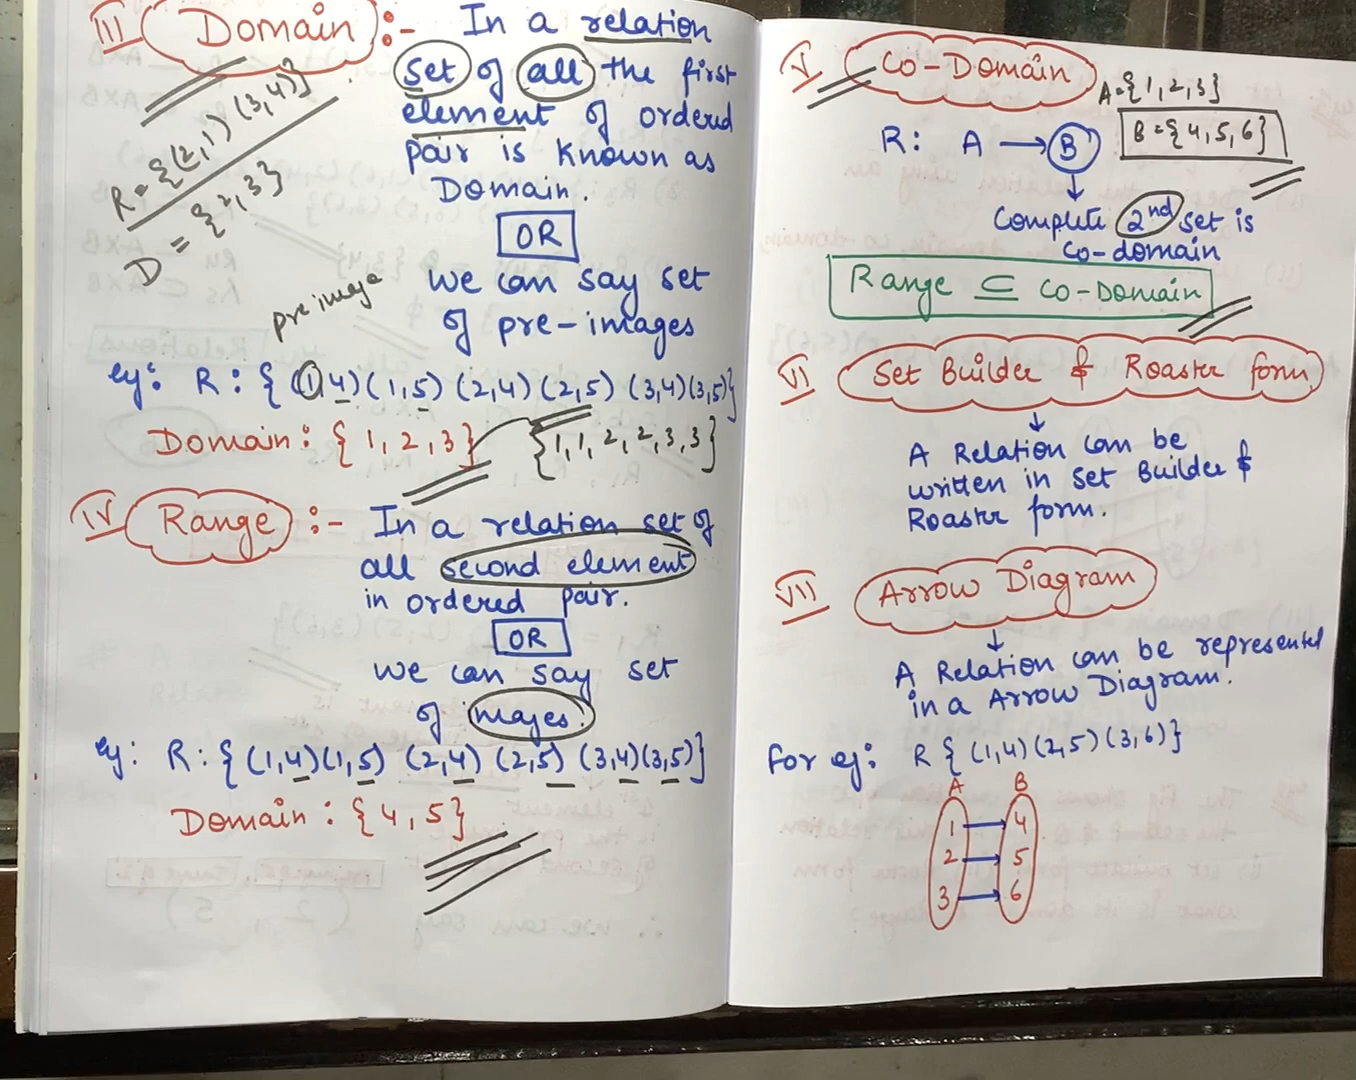 III Domain :- In a relation
set of all the first
element of ordered
pair is known as
Domain.
R = {(2,1) (3,4)}
D = {2,3}
OR
we can say set
of pre-images
pre image
eg: R : { (1,4) (1,5) (2,4) (2,5) (3,4) (3,5)}
Domain : { 1, 2, 3 } {1, 1, 2, 2, 3, 3}
IV Range :- In a relation set of
all second element
in ordered pair.
OR
we can say set
of images.
eg: R : { (1,4) (1,5) (2,4) (2,5) (3,4) (3,5)}
Domain : {4, 5}
V Co-Domain
A = {1, 2, 3}
R: A → B B = {4, 5, 6}
↓
Complete 2nd set is
Co-domain
Range ⊆ Co-Domain
VI Set Builder & Roaster form
↓
A Relation can be
written in Set Builder &
Roaster form.
VII Arrow Diagram
↓
A Relation can be represented
in a Arrow Diagram.
For eg: R { (1,4) (2,5) (3,6) }
A B
1 → 4
2 → 5
3 → 6